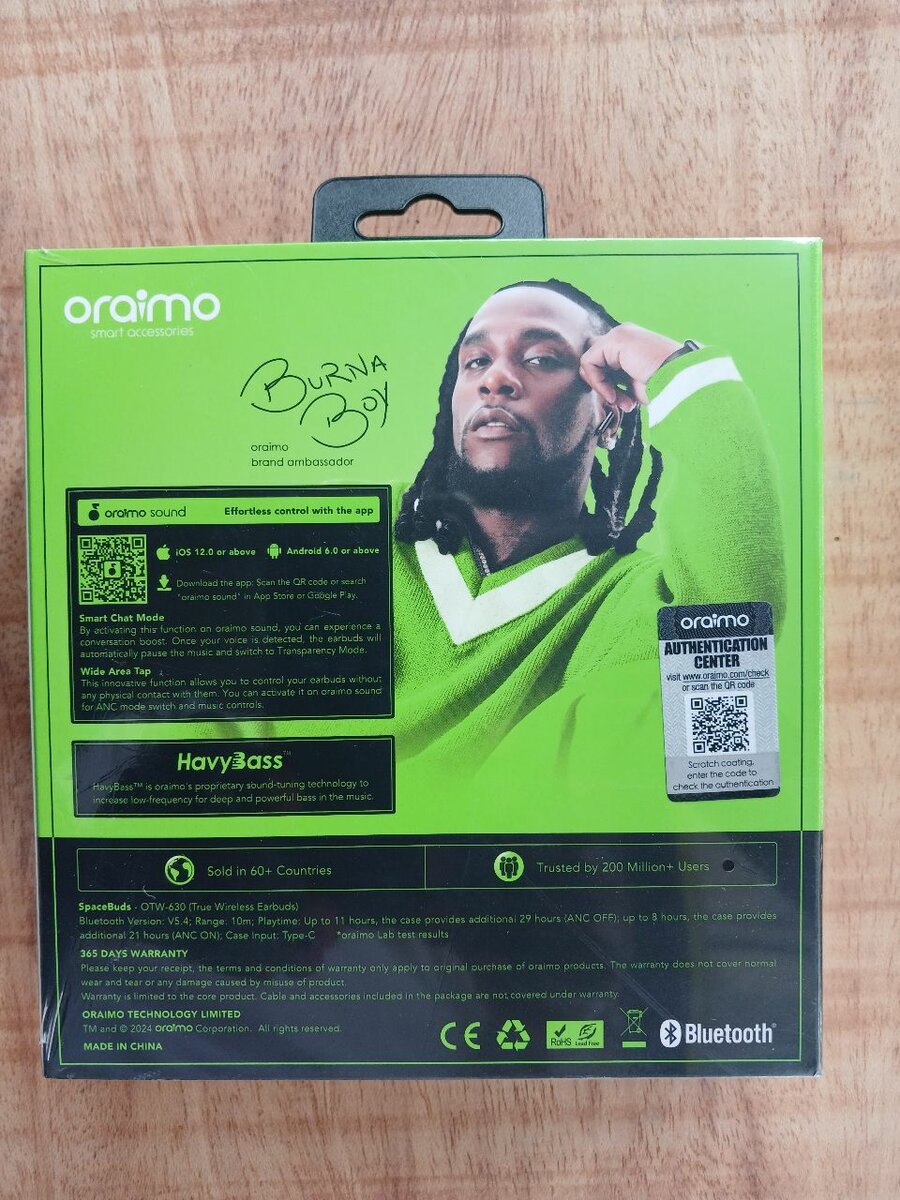 oraimo
smart accessories
BURNA
BOY
oraimo
brand ambassador
oraimo sound Effortless control with the app
iOS 12.0 or above Android 6.0 or above
Download the app: Scan the QR code or search
"oraimo sound" in App Store or Google Play.
Smart Chat Mode
By activating this function on oraimo sound, you can experience a
conversation boost. Once your voice is detected, the earbuds will
automatically pause the music and switch to Transparency Mode.
Wide Area Tap
This innovative function allows you to control your earbuds without
any physical contact with them. You can activate it on oraimo sound
for ANC mode switch and music controls.
HavyBass™
HavyBass™ is oraimo's proprietary sound-tuning technology to
increase low-frequency for deep and powerful bass in the music.
oraimo
AUTHENTICATION
CENTER
visit www.oraimo.com/check
or scan the QR code
Scratch coating,
enter the code to
check the authentication
Sold in 60+ Countries
Trusted by 200 Million+ Users
SpaceBuds - OTW-630 (True Wireless Earbuds)
Bluetooth Version: V5.4; Range: 10m; Playtime: Up to 11 hours, the case provides additional 29 hours (ANC OFF); up to 8 hours, the case provides
additional 21 hours (ANC ON); Case Input: Type-C *oraimo Lab test results
365 DAYS WARRANTY
Please keep your receipt, the terms and conditions of warranty only apply to original purchase of oraimo products. The warranty does not cover normal
wear and tear or any damage caused by misuse of product.
Warranty is limited to the core product. Cable and accessories included in the package are not covered under warranty.
ORAIMO TECHNOLOGY LIMITED
TM and © 2024 oraimo Corporation. All rights reserved.
MADE IN CHINA
CE
RoHS Lead Free
Bluetooth®